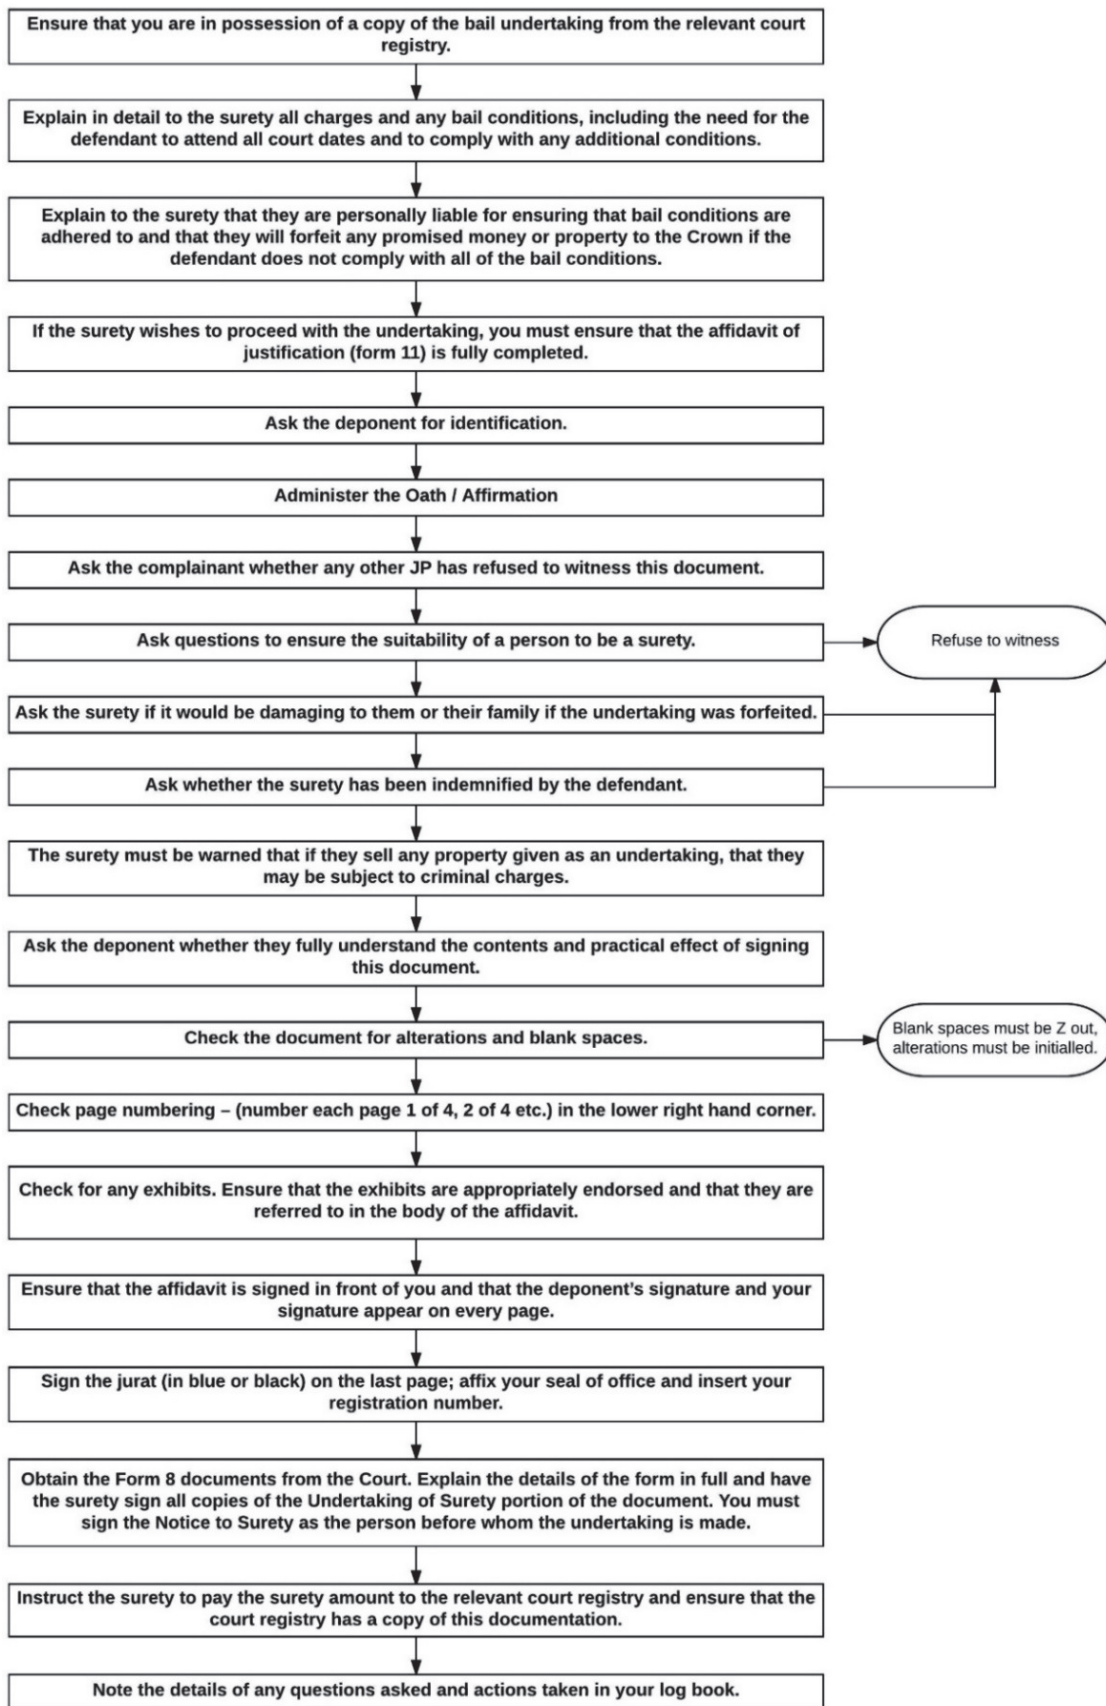 Ensure that you are in possession of a copy of the bail undertaking from the relevant court
registry.
Explain in detail to the surety all charges and any bail conditions, including the need for the
defendant to attend all court dates and to comply with any additional conditions.
Explain to the surety that they are personally liable for ensuring that bail conditions are
adhered to and that they will forfeit any promised money or property to the Crown if the
defendant does not comply with all of the bail conditions.
If the surety wishes to proceed with the undertaking, you must ensure that the affidavit of
justification (form 11) is fully completed.
Ask the deponent for identification.
Administer the Oath / Affirmation
Ask the complainant whether any other JP has refused to witness this document.
Ask questions to ensure the suitability of a person to be a surety.
Refuse to witness
Ask the surety if it would be damaging to them or their family if the undertaking was forfeited.
Ask whether the surety has been indemnified by the defendant.
The surety must be warned that if they sell any property given as an undertaking, that they
may be subject to criminal charges.
Ask the deponent whether they fully understand the contents and practical effect of signing
this document.
Check the document for alterations and blank spaces.
Blank spaces must be Z out,
alterations must be initialled.
Check page numbering – (number each page 1 of 4, 2 of 4 etc.) in the lower right hand corner.
Check for any exhibits. Ensure that the exhibits are appropriately endorsed and that they are
referred to in the body of the affidavit.
Ensure that the affidavit is signed in front of you and that the deponent's signature and your
signature appear on every page.
Sign the jurat (in blue or black) on the last page; affix your seal of office and insert your
registration number.
Obtain the Form 8 documents from the Court. Explain the details of the form in full and have
the surety sign all copies of the Undertaking of Surety portion of the document. You must
sign the Notice to Surety as the person before whom the undertaking is made.
Instruct the surety to pay the surety amount to the relevant court registry and ensure that the
court registry has a copy of this documentation.
Note the details of any questions asked and actions taken in your log book.